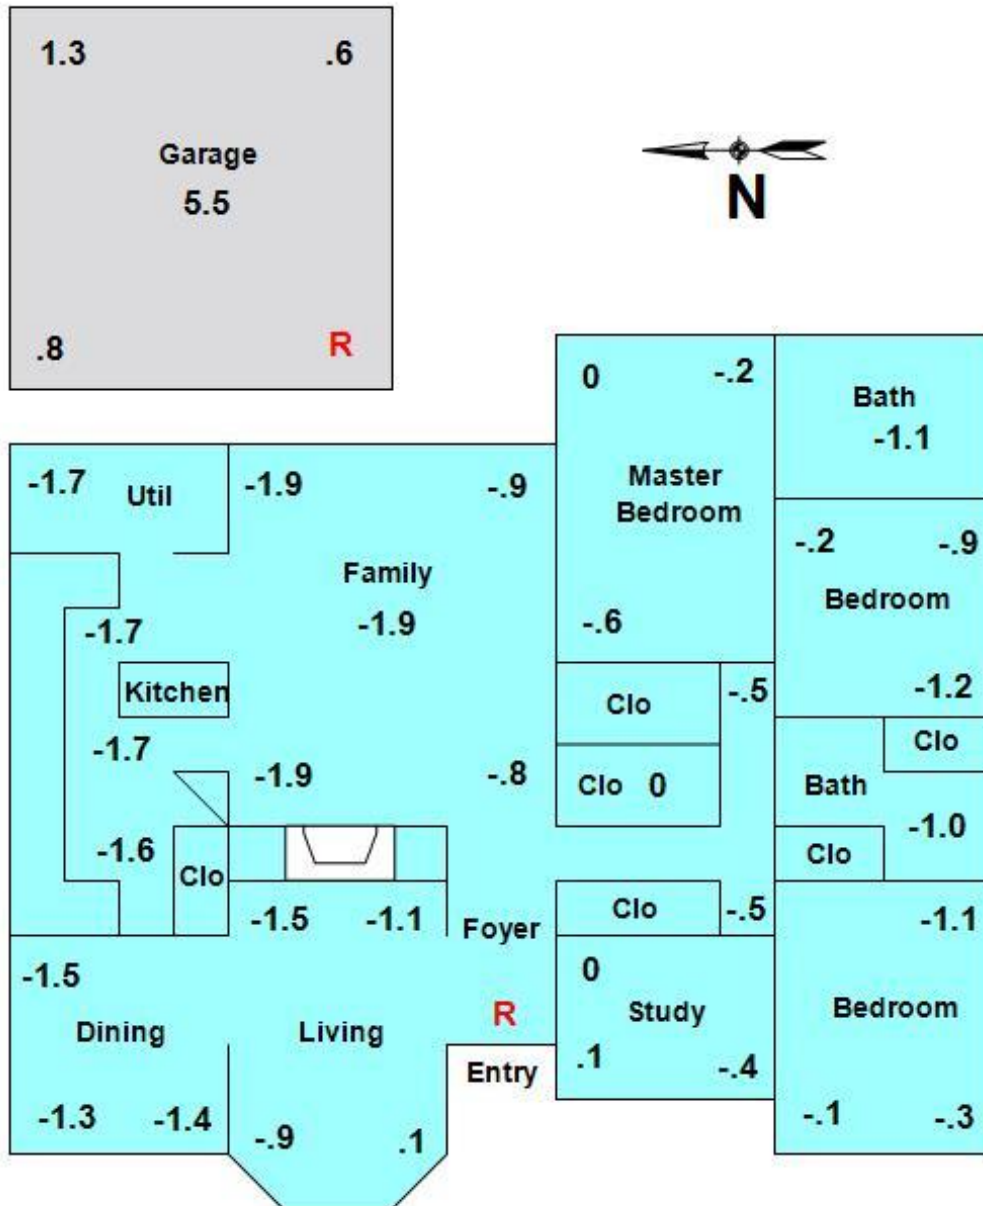 1.3 .6
Garage
5.5
N
.8 R
0 -.2
Bath
-1.1
-1.7 Util -1.9 -.9
Master
Bedroom
-.2 -.9
Family
Bedroom
-1.9
-1.7 -.6
Kitchen Clo -.5 -1.2
-1.7 Clo
-1.9 -.8 Clo 0 Bath
-1.6 -1.0
Clo Clo
-1.5 -1.1 Foyer Clo -.5 -1.1
-1.5 0
Dining Living R Study Bedroom
.1 -.4
Entry
-1.3 -1.4 -.9 .1 -.1 -.3